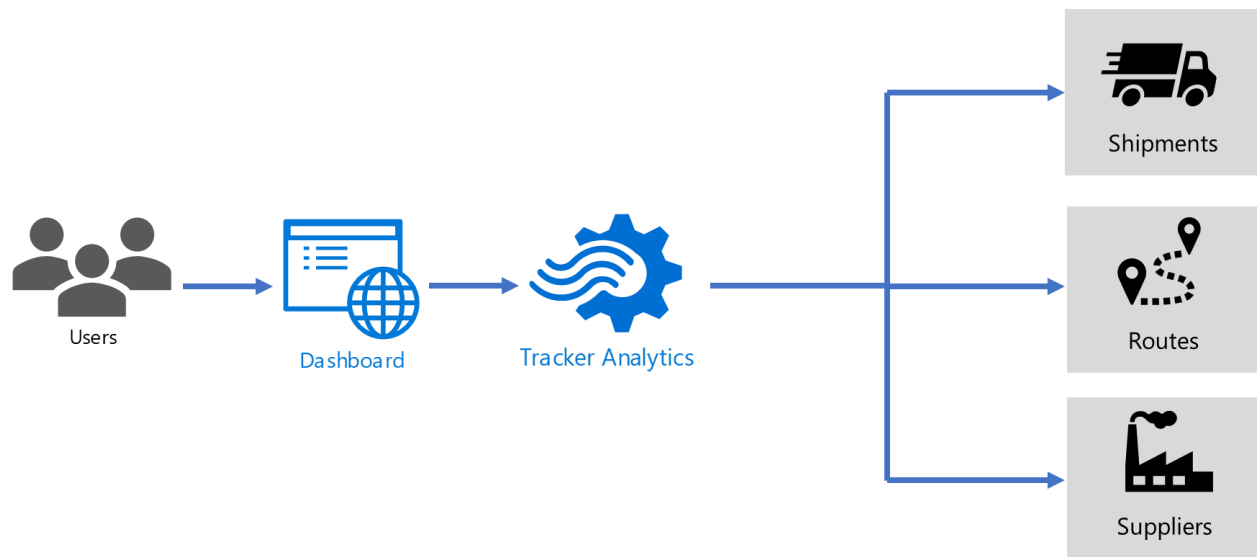 Users
Dashboard
Tracker Analytics
Shipments
Routes
Suppliers